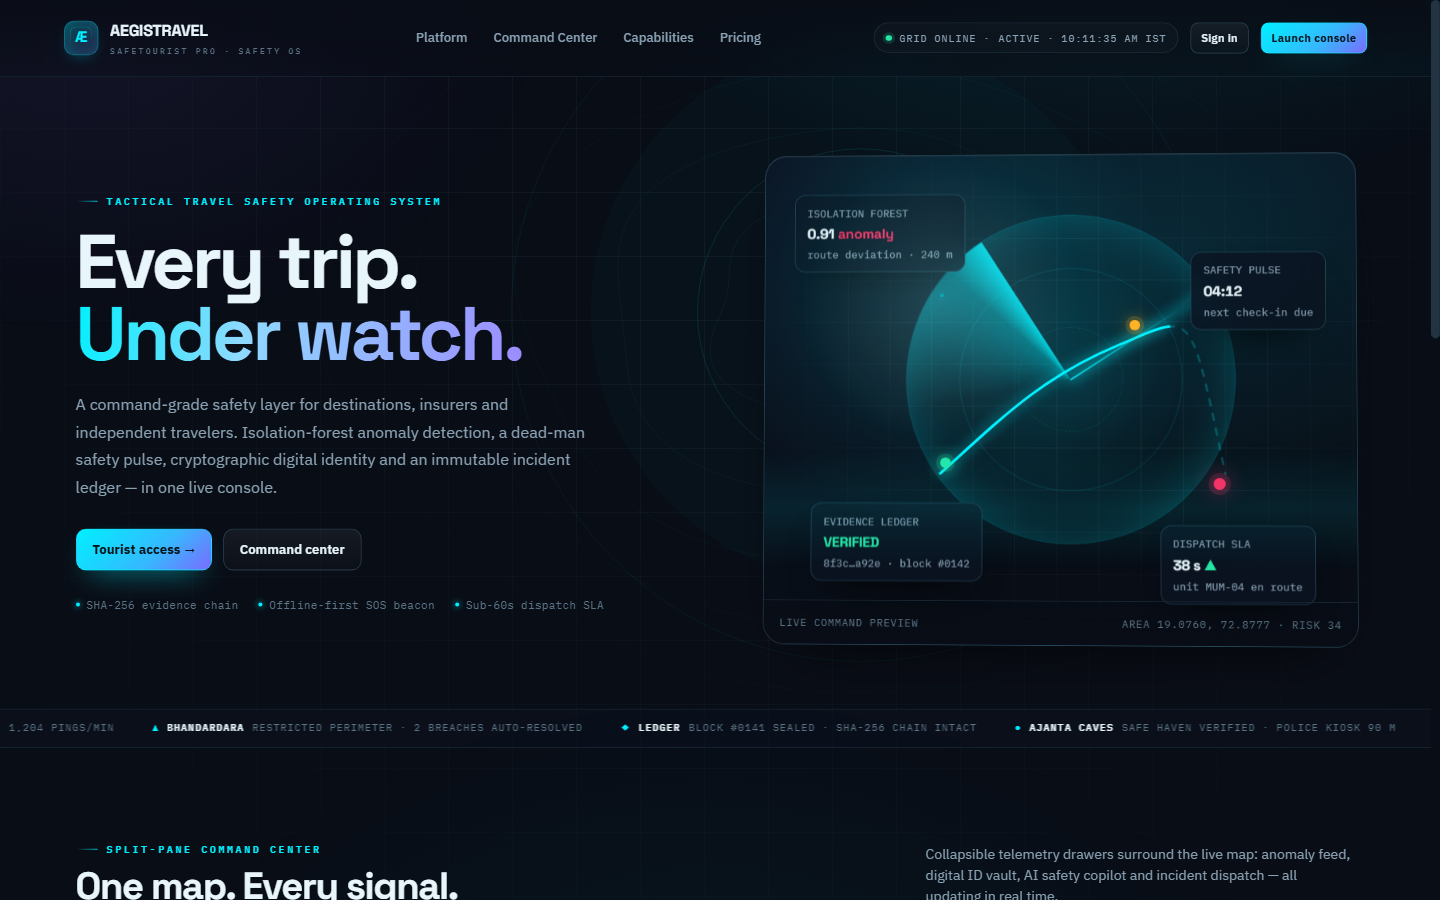 Æ
AEGISTRAVEL
SAFETOURIST PRO · SAFETY OS
Platform
Command Center
Capabilities
Pricing
GRID ONLINE · ACTIVE · 10:11:35 AM IST
Sign in
Launch console
TACTICAL TRAVEL SAFETY OPERATING SYSTEM
Every trip.
Under watch.
A command-grade safety layer for destinations, insurers and
independent travelers. Isolation-forest anomaly detection, a dead-man
safety pulse, cryptographic digital identity and an immutable incident
ledger — in one live console.
Tourist access →
Command center
SHA-256 evidence chain
Offline-first SOS beacon
Sub-60s dispatch SLA
ISOLATION FOREST
0.91 anomaly
route deviation · 240 m
SAFETY PULSE
04:12
next check-in due
EVIDENCE LEDGER
VERIFIED
8f3c…a92e · block #0142
DISPATCH SLA
38 s ▲
unit MUM-04 en route
LIVE COMMAND PREVIEW
AREA 19.0760, 72.8777 · RISK 34
1,204 PINGS/MIN
▲ BHANDARDARA RESTRICTED PERIMETER · 2 BREACHES AUTO-RESOLVED
◆ LEDGER BLOCK #0141 SEALED · SHA-256 CHAIN INTACT
● AJANTA CAVES SAFE HAVEN VERIFIED · POLICE KIOSK 90 M
SPLIT-PANE COMMAND CENTER
One map. Every signal.
Collapsible telemetry drawers surround the live map: anomaly feed,
digital ID vault, AI safety copilot and incident dispatch — all
updating in real time.